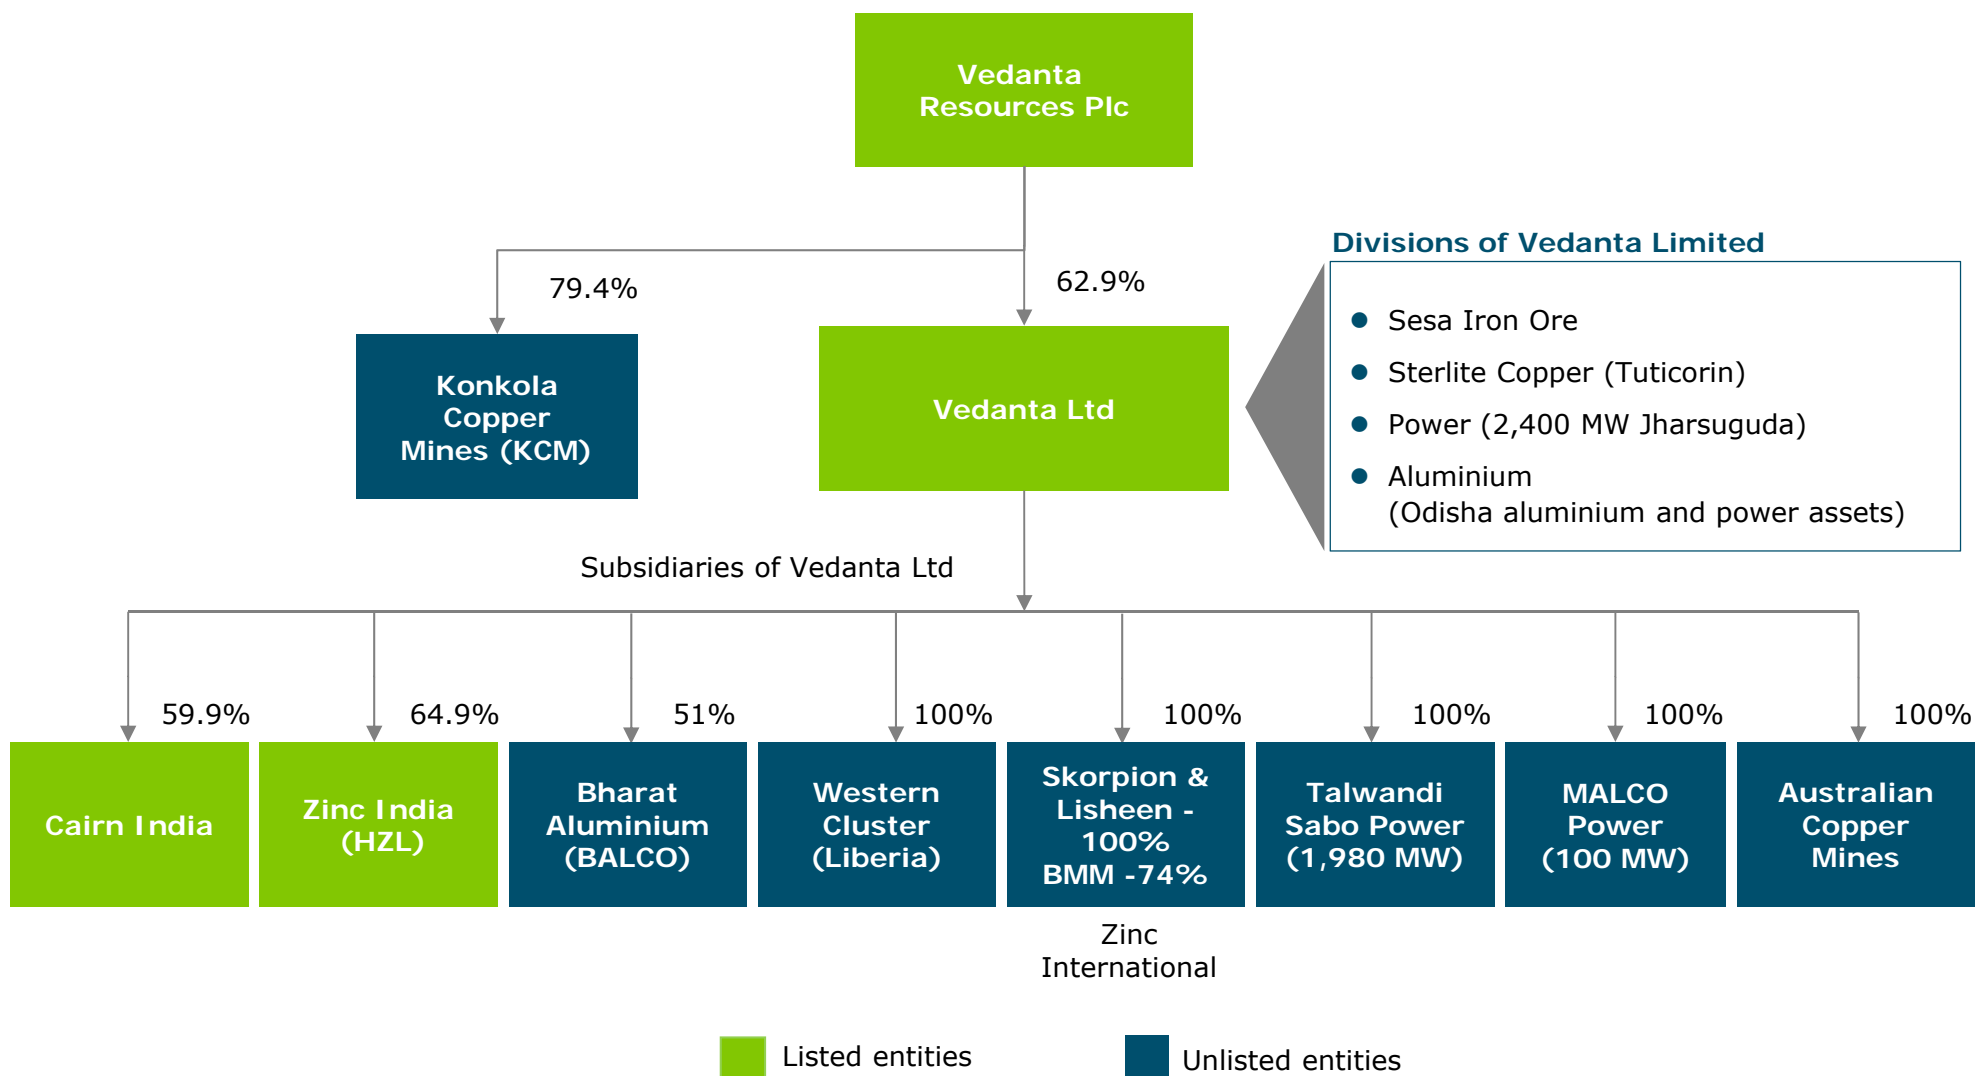 Vedanta
Resources Plc
79.4%
62.9%
Divisions of Vedanta Limited
Sesa Iron Ore
Sterlite Copper (Tuticorin)
Power (2,400 MW Jharsuguda)
Aluminium
(Odisha aluminium and power assets)
Konkola
Copper
Mines (KCM)
Vedanta Ltd
Subsidiaries of Vedanta Ltd
59.9%
64.9%
51%
100%
100%
100%
100%
100%
Cairn India
Zinc India
(HZL)
Bharat
Aluminium
(BALCO)
Western
Cluster
(Liberia)
Skorpion &
Lisheen -
100%
BMM -74%
Talwandi
Sabo Power
(1,980 MW)
MALCO
Power
(100 MW)
Australian
Copper
Mines
Zinc
International
Listed entities
Unlisted entities